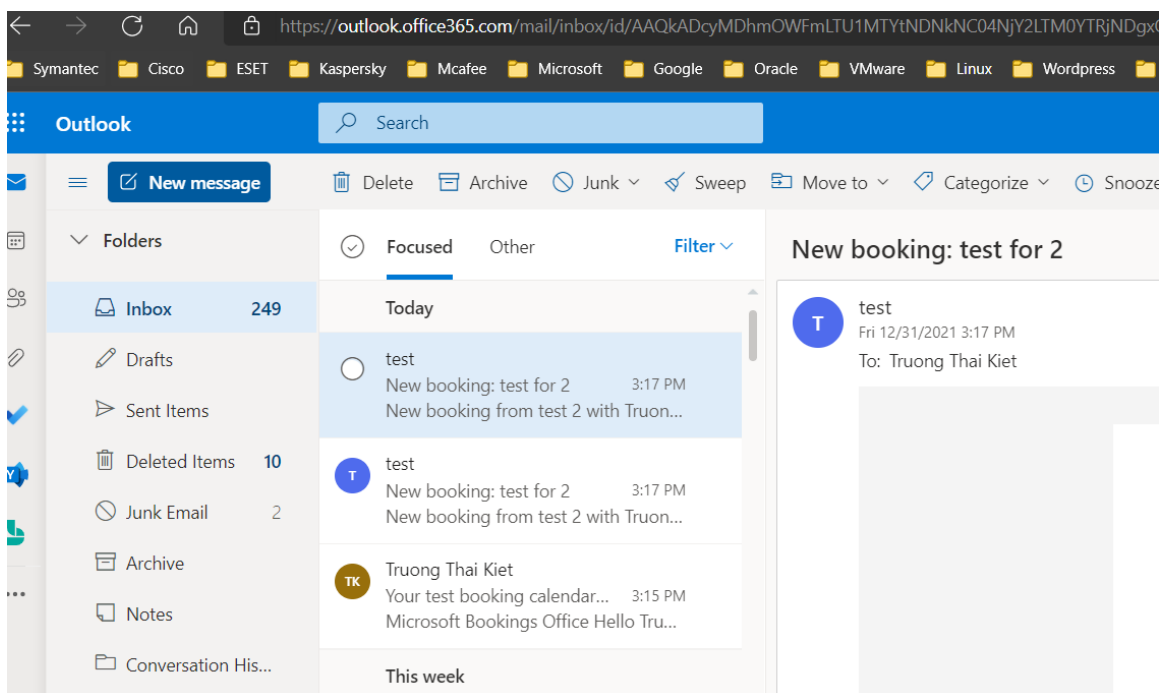 https://outlook.office365.com/mail/inbox/id/AAQkADcyMDhmOWFmLTU1MTYtNDNkNC04NjY2LTM0YTRjNDgx
Symantec Cisco ESET Kaspersky Mcafee Microsoft Google Oracle VMware Linux Wordpress
Outlook Search
New message Delete Archive Junk Sweep Move to Categorize Snooze
Folders
Inbox 249
Drafts
Sent Items
Deleted Items 10
Junk Email 2
Archive
Notes
Conversation His...
Focused Other Filter
Today
test
New booking: test for 2 3:17 PM
New booking from test 2 with Truon...
T
test
New booking: test for 2 3:17 PM
New booking from test 2 with Truon...
TK
Truong Thai Kiet
Your test booking calendar... 3:15 PM
Microsoft Bookings Office Hello Tru...
This week
New booking: test for 2
T
test
Fri 12/31/2021 3:17 PM
To: Truong Thai Kiet